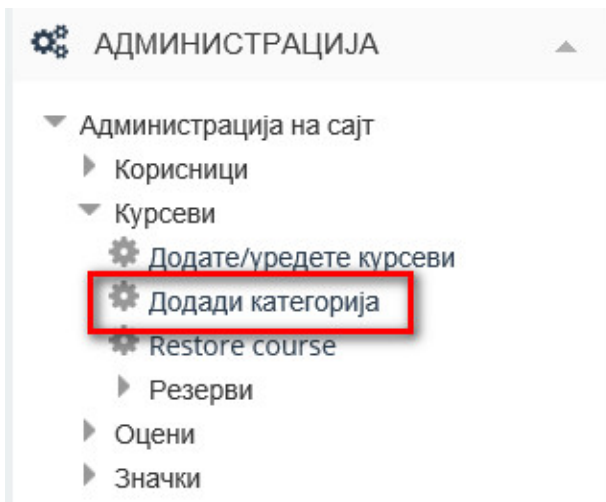 АДМИНИСТРАЦИЈА
Администрација на сајт
Корисници
Курсеви
Додате/уредете курсеви
Додади категорија
Restore course
Резерви
Оцени
Значки